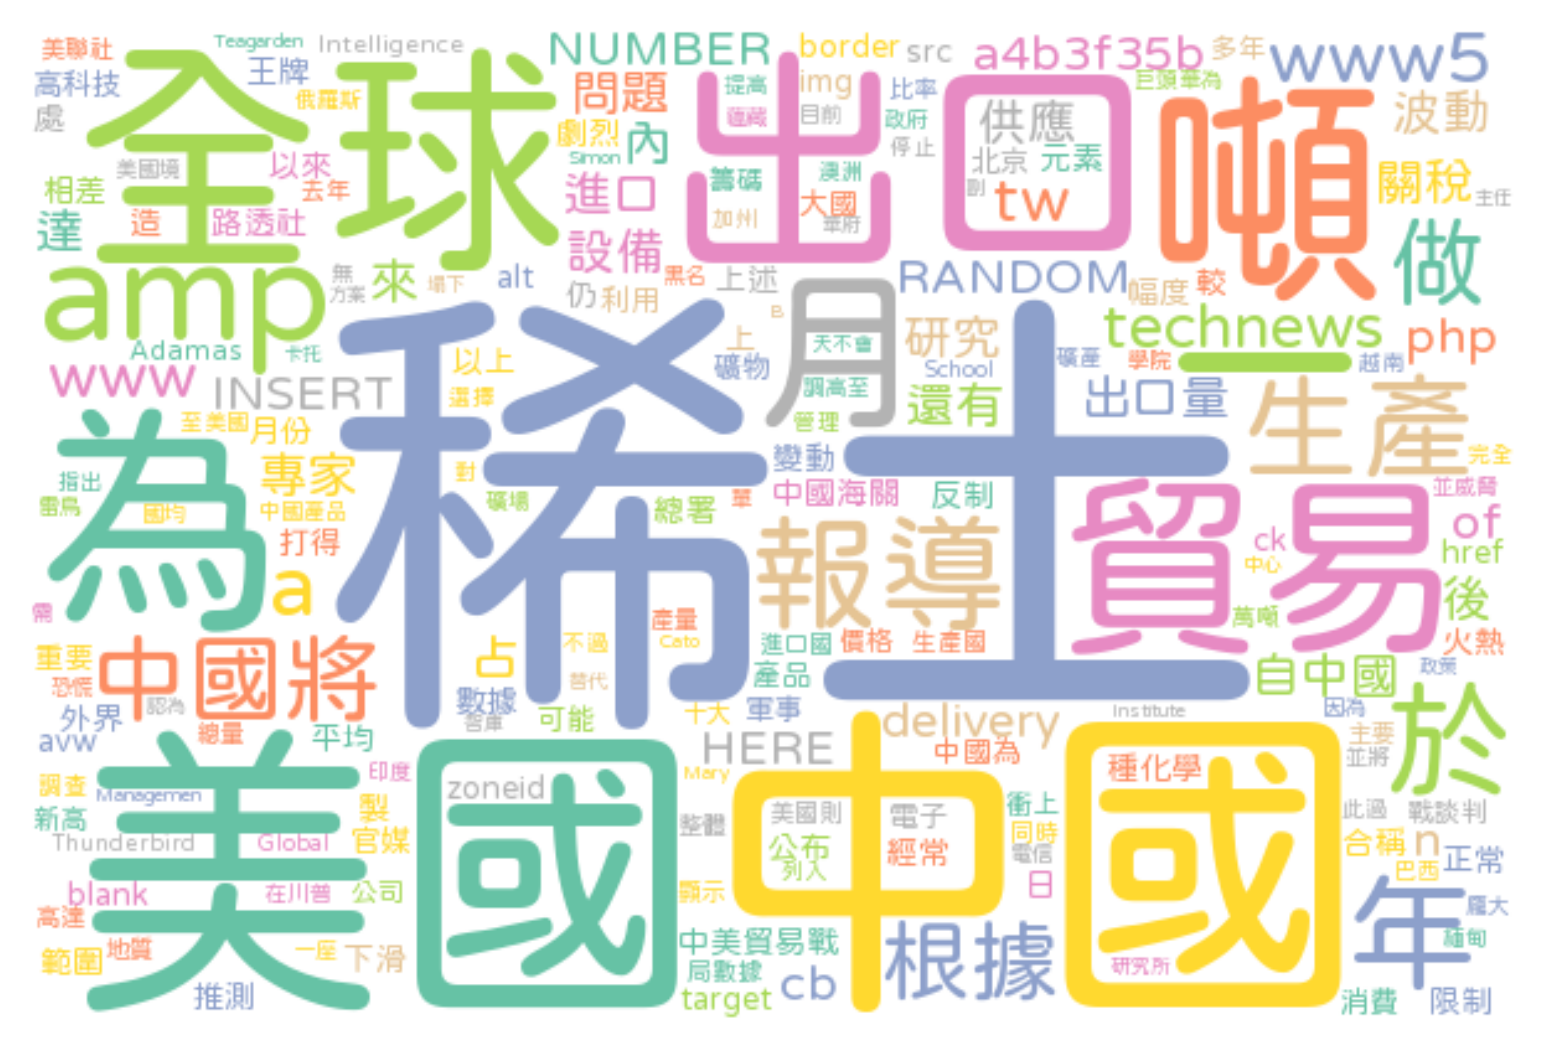 美聯社
Teagarden
Intelligence
NUMBER
border
src
a4b3f35b
多年
www5
高科技
王牌
俄羅斯
全球
問題
img
提高
比率
巨頭華為
處
劇烈
蘊藏
目前
政府
出口
供應
噸
波動
美國境
以來
Simon
內
停止
北京
元素
相差
去年
進口
籌碼
澳洲
大國
副
tw
關稅
主任
達
造
路透社
加州
華府
設備
做
amp
無
方案
來
塌下
alt
仍
利用
黑名
上述
月
RANDOM
幅度
較
Adamas
卡托
上
B
天不會
研究
technews
php
www
INSERT
以上
礦物
School
礦產
學院
一
越南
選擇
調高至
還有
出口量
生產
為
至美國
月份
稀土
管理
專家
對
變動
完全
指出
雷鳥
國均
中國產品
礦場
總署
單
中國海關
反制
貿易
並威脅
of
打得
報導
ck
href
a
中心
後
需
產量
萬噸
重要
中國將
占
不過
Cato
進口國
價格
生產國
火熱
恐慌
替代
產品
自中國
政策
外界
認為
總量
數據
智庫
可能
十大
軍事
delivery
Institute
因為
於
avw
平均
HERE
中國為
主要
並將
調查
美國
印度
zoneid
Mary
中國
種化學
Managemen
新高
製
整體
美國則
電子
衝上
此過
戰談判
Thunderbird
Global
官媒
公布
列入
經常
同時
電信
合稱
n
正常
巴西
blank
在川普
公司
顯示
日
年
龐大
高達
地質
範圍
一座
下滑
中美貿易戰
根據
緬甸
局數據
研究所
推測
target
cb
消費
限制